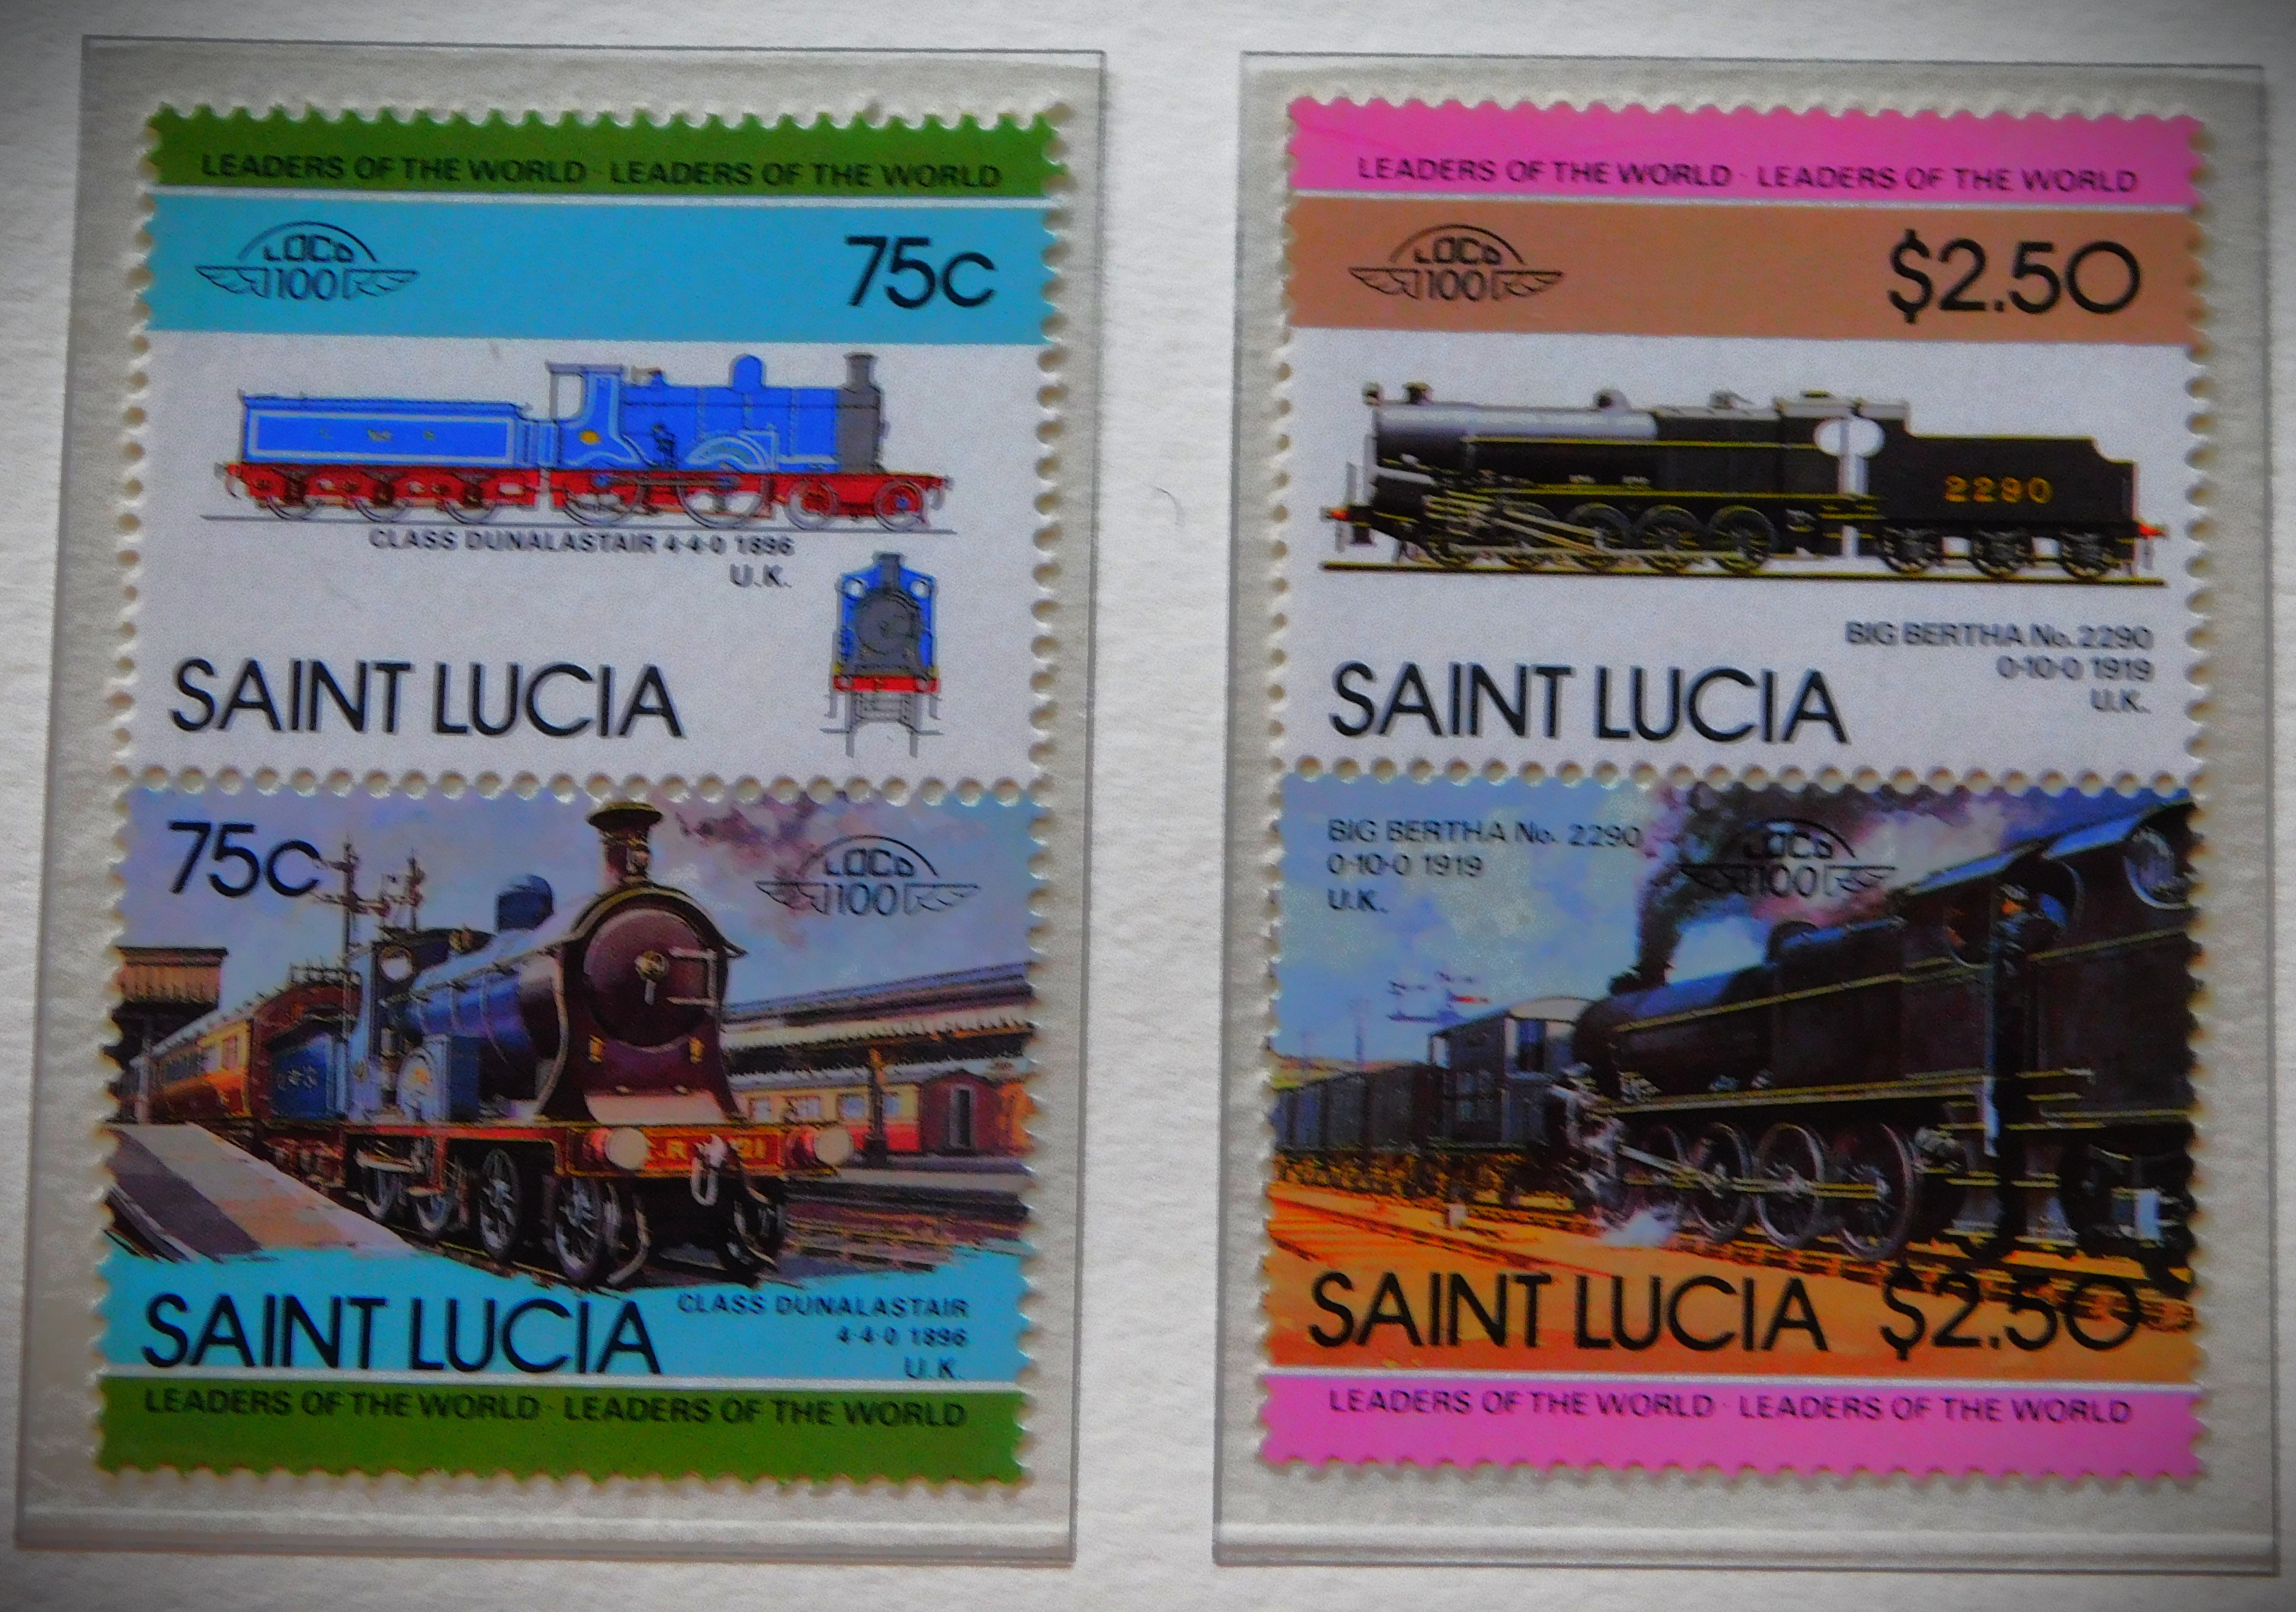 LEADERS OF THE WORLD · LEADERS OF THE WORLD
LOCO
100
75c
CLASS DUNALASTAIR 4-4-0 1896
U.K.
SAINT LUCIA
75c
LOCO
100
SAINT LUCIA
CLASS DUNALASTAIR
4-4-0 1896
U.K.
LEADERS OF THE WORLD · LEADERS OF THE WORLD
LEADERS OF THE WORLD · LEADERS OF THE WORLD
LOCO
100
$2.50
2290
BIG BERTHA No. 2290
0-10-0 1919
U.K.
SAINT LUCIA
BIG BERTHA No. 2290
0-10-0 1919
U.K.
LOCO
100
SAINT LUCIA $2.50
LEADERS OF THE WORLD · LEADERS OF THE WORLD